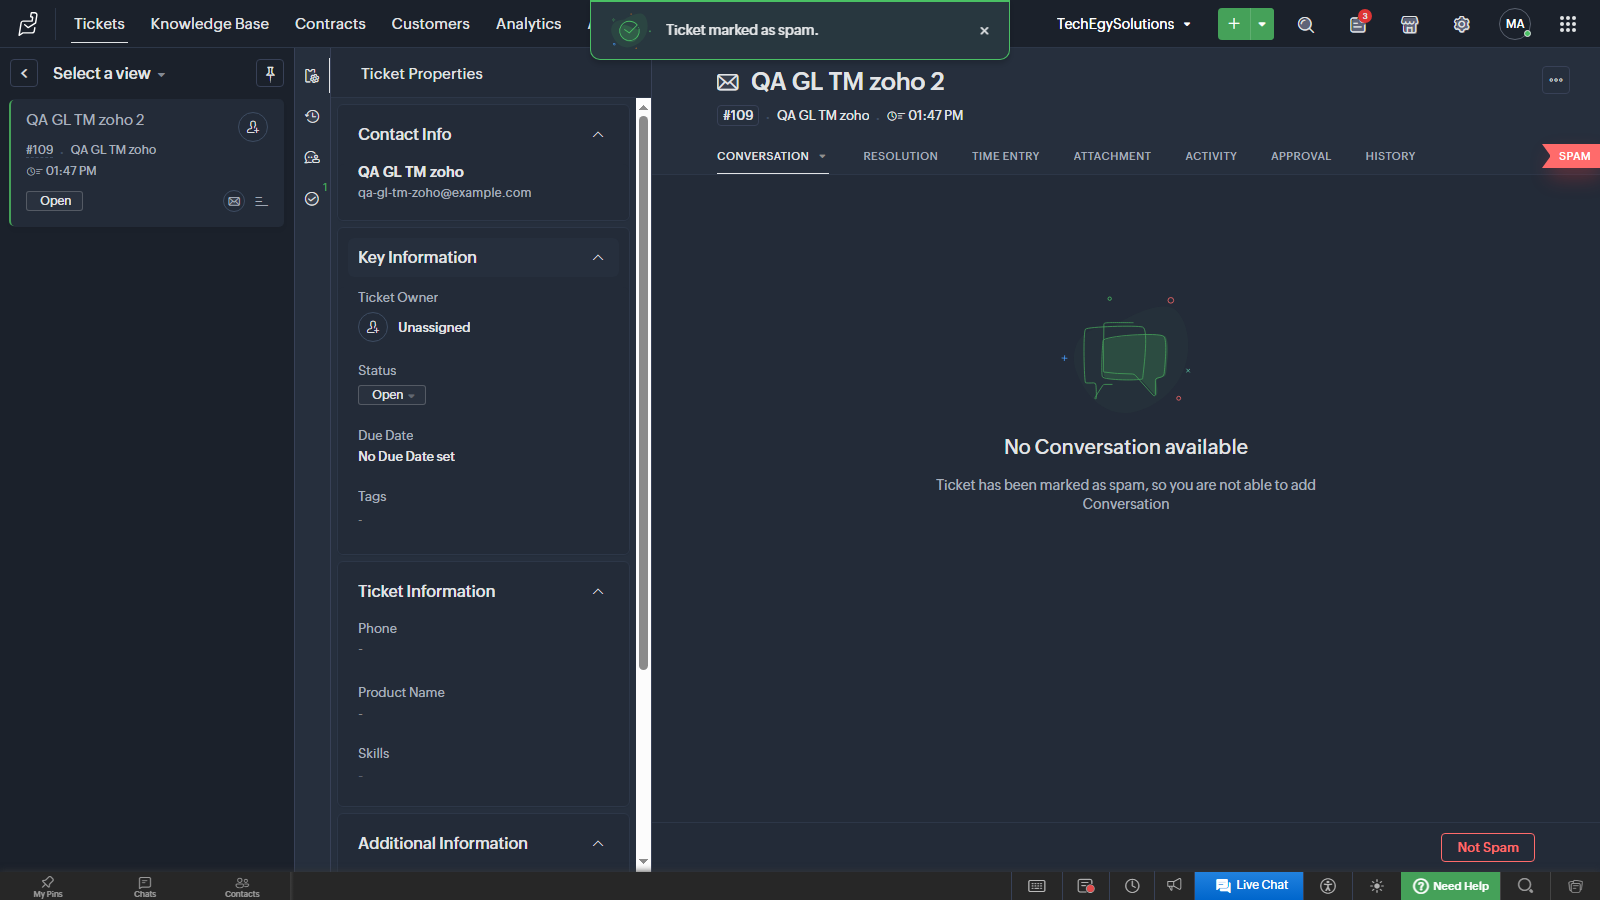 Tickets
Knowledge Base
Contracts
Customers
Analytics
Ticket marked as spam.
TechEgySolutions
3
MA
Select a view
QA GL TM zoho 2
#109 . QA GL TM zoho
01:47 PM
Open
1
Ticket Properties
Contact Info
QA GL TM zoho
qa-gl-tm-zoho@example.com
Key Information
Ticket Owner
Unassigned
Status
Open
Due Date
No Due Date set
Tags
-
Ticket Information
Phone
-
Product Name
-
Skills
-
Additional Information
QA GL TM zoho 2
#109 . QA GL TM zoho . 01:47 PM
CONVERSATION
RESOLUTION
TIME ENTRY
ATTACHMENT
ACTIVITY
APPROVAL
HISTORY
SPAM
No Conversation available
Ticket has been marked as spam, so you are not able to add
Conversation
Not Spam
My Pins
Chats
Contacts
Live Chat
Need Help